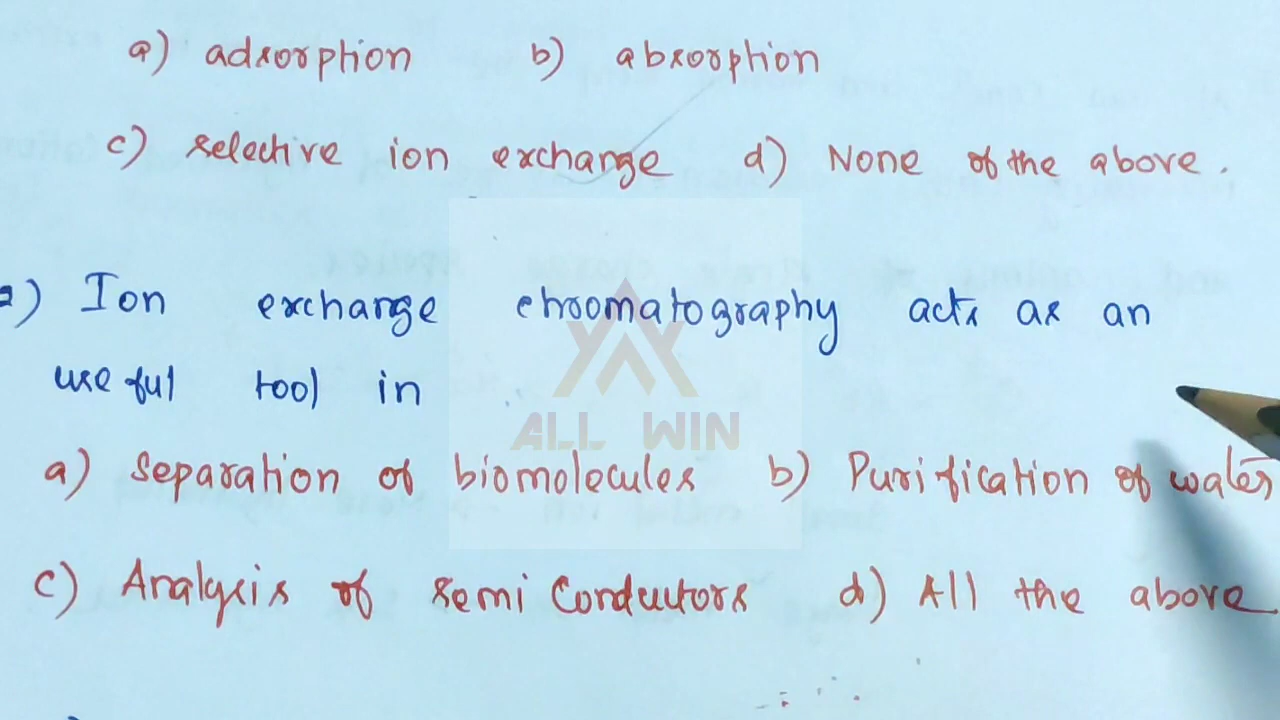 a) adsorption b) absorption
c) selective ion exchange d) None of the above.
2) Ion exchange chromatography acts as an
useful tool in
ALL WIN
a) Separation of biomolecules b) Purification of water
c) Analysis of semi Conductors d) All the above